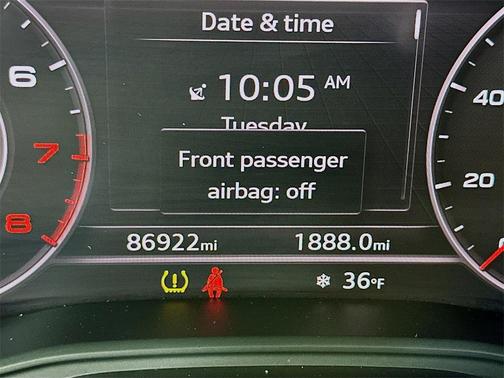 Date & time
10:05 AM
Tuesday
Front passenger
airbag: off
6
7
8
40
20
86922mi 1888.0mi
36°F